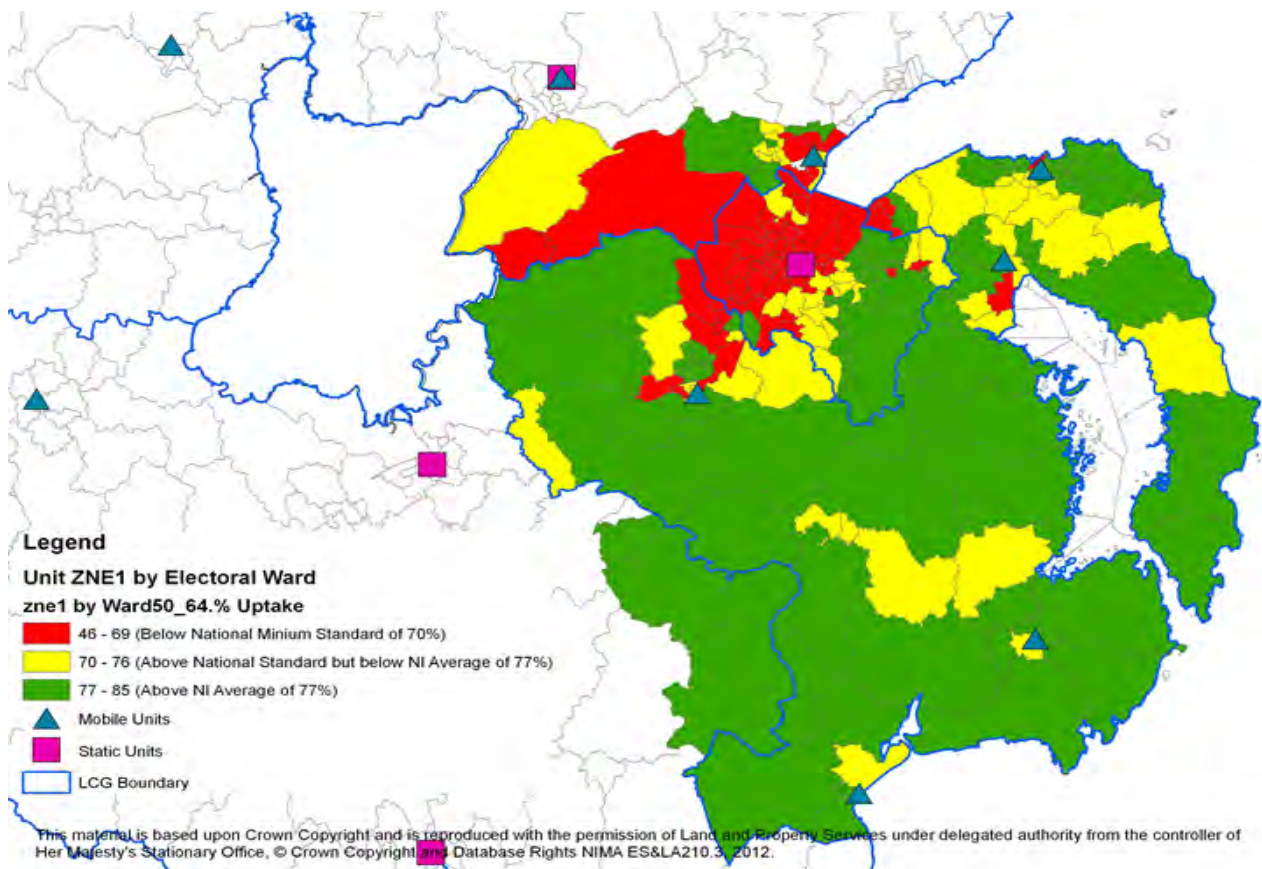 Legend
Unit ZNE1 by Electoral Ward
zne1 by Ward50_64.% Uptake
46 - 69 (Below National Minium Standard of 70%)
70 - 76 (Above National Standard but below NI Average of 77%)
77 - 85 (Above NI Average of 77%)
Mobile Units
Static Units
LCG Boundary
This material is based upon Crown Copyright and is reproduced with the permission of Land and Property Services under delegated authority from the controller of
Her Majesty's Stationary Office, © Crown Copyright and Database Rights NIMA ES&LA210.3, 2012.